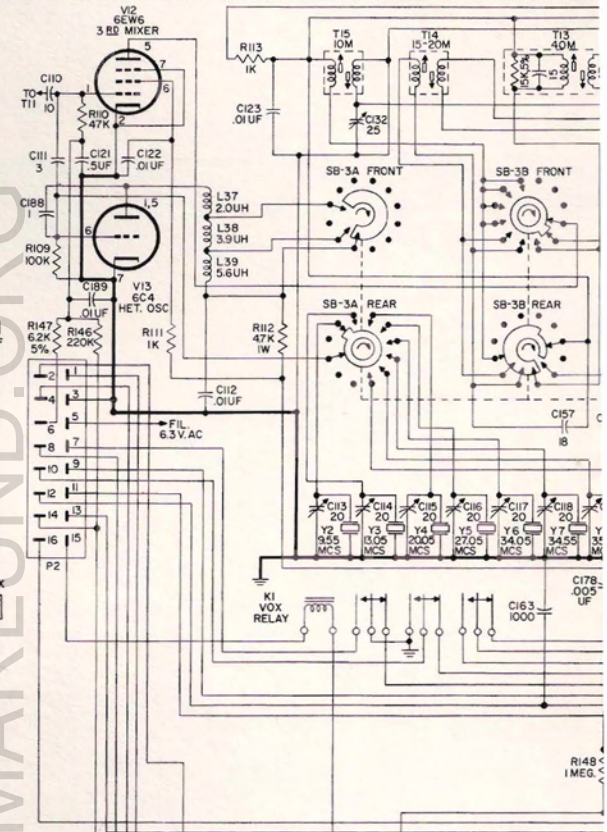 V12
6EW6
3 RD MIXER
5
7
6
1
2
C110
10
TO
T11
R110
47K
C111
3
C121
.5UF
C122
.01UF
C188
1
6
1,5
7
R109
100K
V13
6C4
HET. OSC
C189
.01UF
R147
6.2K
5%
R146
220K
R111
1K
L37
2.0UH
L38
3.9UH
L39
5.6UH
R112
4.7K
1W
C112
.01UF
R113
1K
C123
.01UF
T15
10M
C132
25
T14
15-20M
T13
40M
15K,5%
15
SB-3A FRONT
SB-3B FRONT
SB-3A REAR
SB-3B REAR
C157
18
FIL.
6.3V. AC
2
1
4
3
6
5
8
7
10
9
12
11
14
13
16
15
P2
C113
20
Y2
9.55
MCS
C114
20
Y3
13.05
MCS
C115
20
Y4
20.05
MCS
C116
20
Y5
27.05
MCS
C117
20
Y6
34.05
MCS
C118
20
Y7
34.55
MCS
K1
VOX
RELAY
C163
1000
C178
.005
UF
R148
1 MEG.